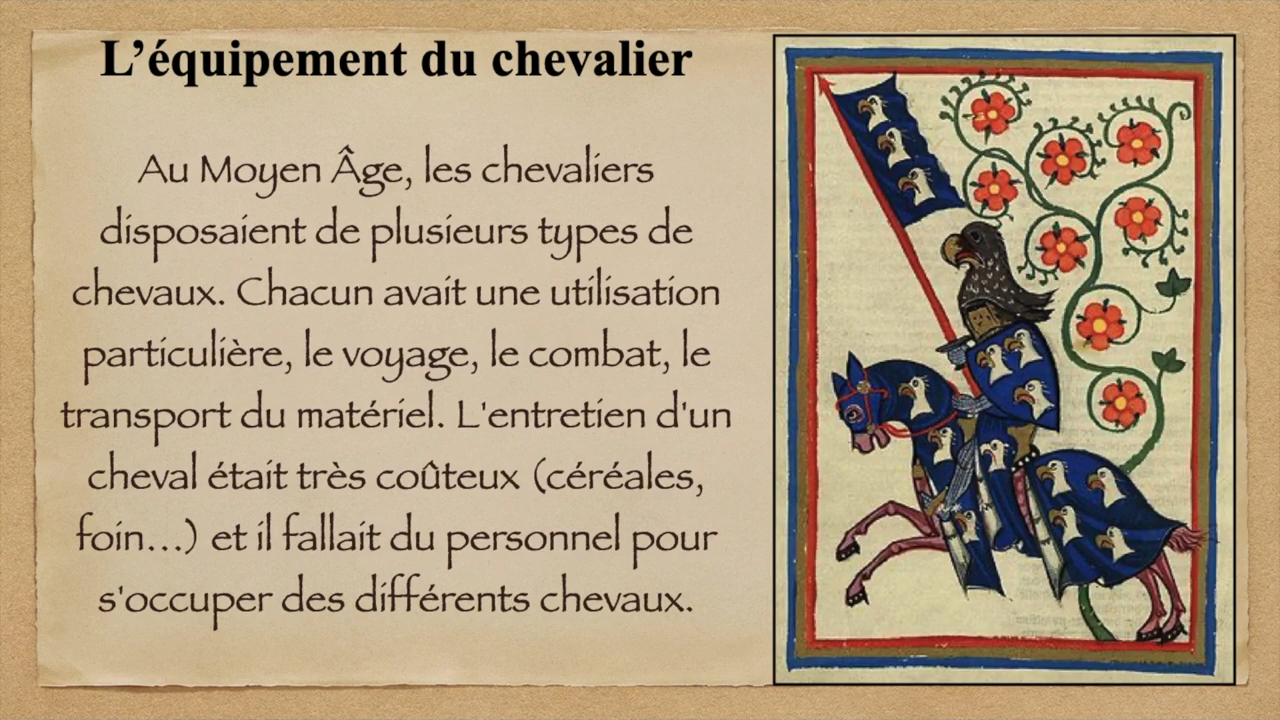 L’équipement du chevalier
Au Moyen Âge, les chevaliers
disposaient de plusieurs types de
chevaux. Chacun avait une utilisation
particulière, le voyage, le combat, le
transport du matériel. L'entretien d'un
cheval était très coûteux (céréales,
foin…) et il fallait du personnel pour
s'occuper des différents chevaux.